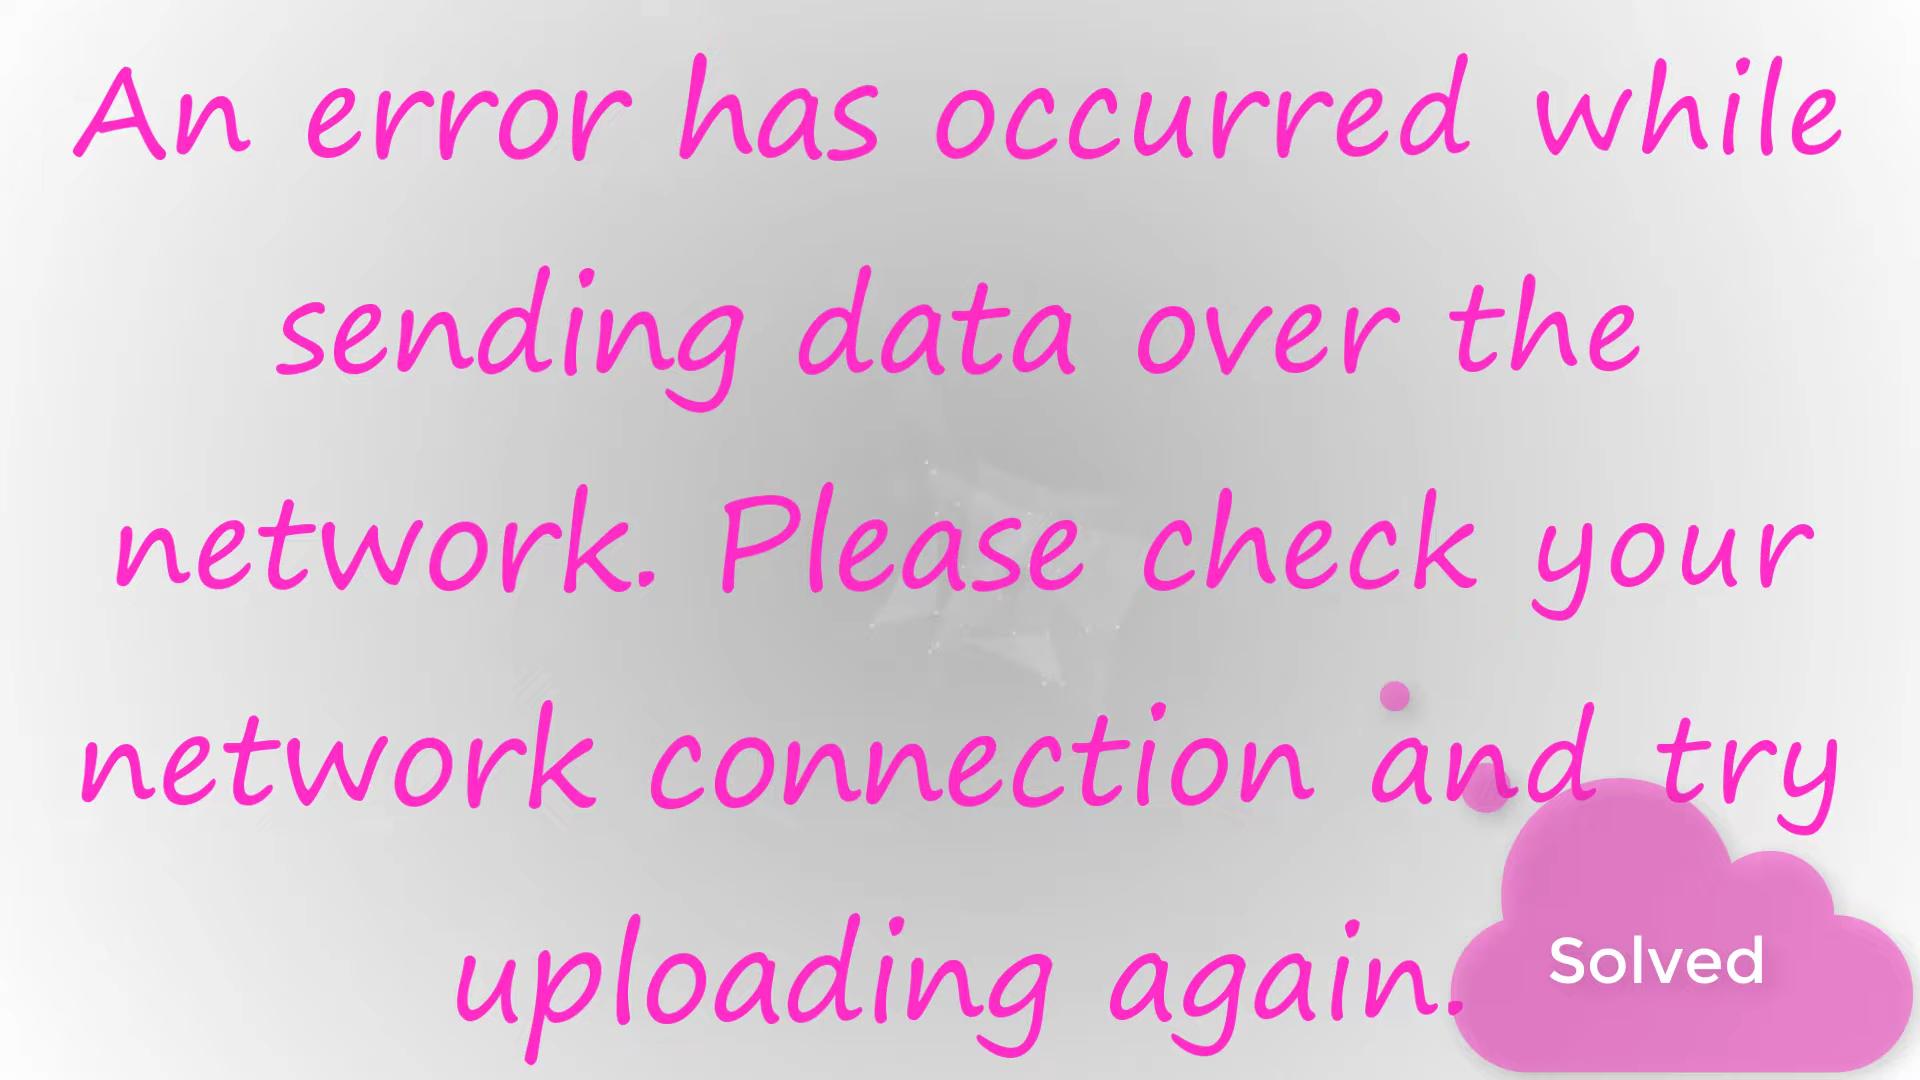 An error has occurred while
sending data over the
network. Please check your
network connection and try
uploading again.
Solved